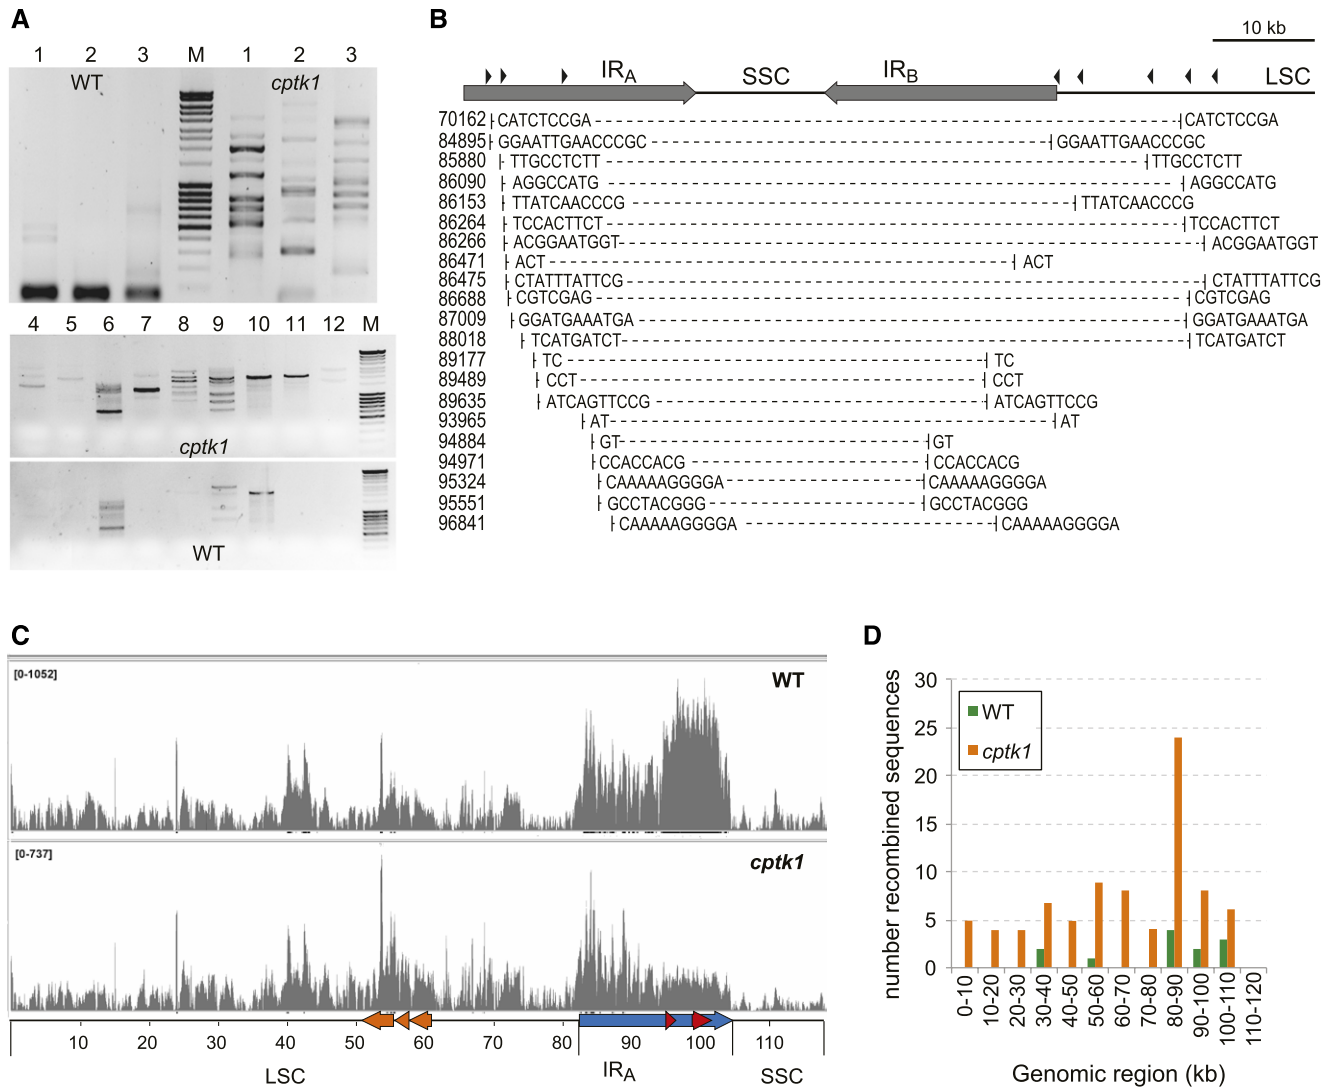 A
1 2 3 M 1 2 3
WT cptk1
4 5 6 7 8 9 10 11 12 M
cptk1
WT
B
10 kb
IRA SSC IRB LSC
70162 CATCTCCGA CATCTCCGA
84895 GGAATTGAACCCGC GGAATTGAACCCGC
85880 TTGCCTCTT TTGCCTCTT
86090 AGGCCATG AGGCCATG
86153 TTATCAACCCG TTATCAACCCG
86264 TCCACTTCT TCCACTTCT
86266 ACGGAATGGT ACGGAATGGT
86471 ACT ACT
86475 CTATTTATTCG CTATTTATTCG
86688 CGTCGAG CGTCGAG
87009 GGATGAAATGA GGATGAAATGA
88018 TCATGATCT TCATGATCT
89177 TC TC
89489 CCT CCT
89635 ATCAGTTCCG ATCAGTTCCG
93965 AT AT
94884 GT GT
94971 CCACCACG CCACCACG
95324 CAAAAAGGGGA CAAAAAGGGGA
95551 GCCTACGGG GCCTACGGG
96841 CAAAAAGGGGA CAAAAAGGGGA
C
[0-1052] WT
[0-737] cptk1
10 20 30 40 50 60 70 80 90 100 110
LSC IRA SSC
D
number recombined sequences
30
25
20
15
10
5
0
WT
cptk1
0-10 10-20 20-30 30-40 40-50 50-60 60-70 70-80 80-90 90-100 100-110 110-120
Genomic region (kb)